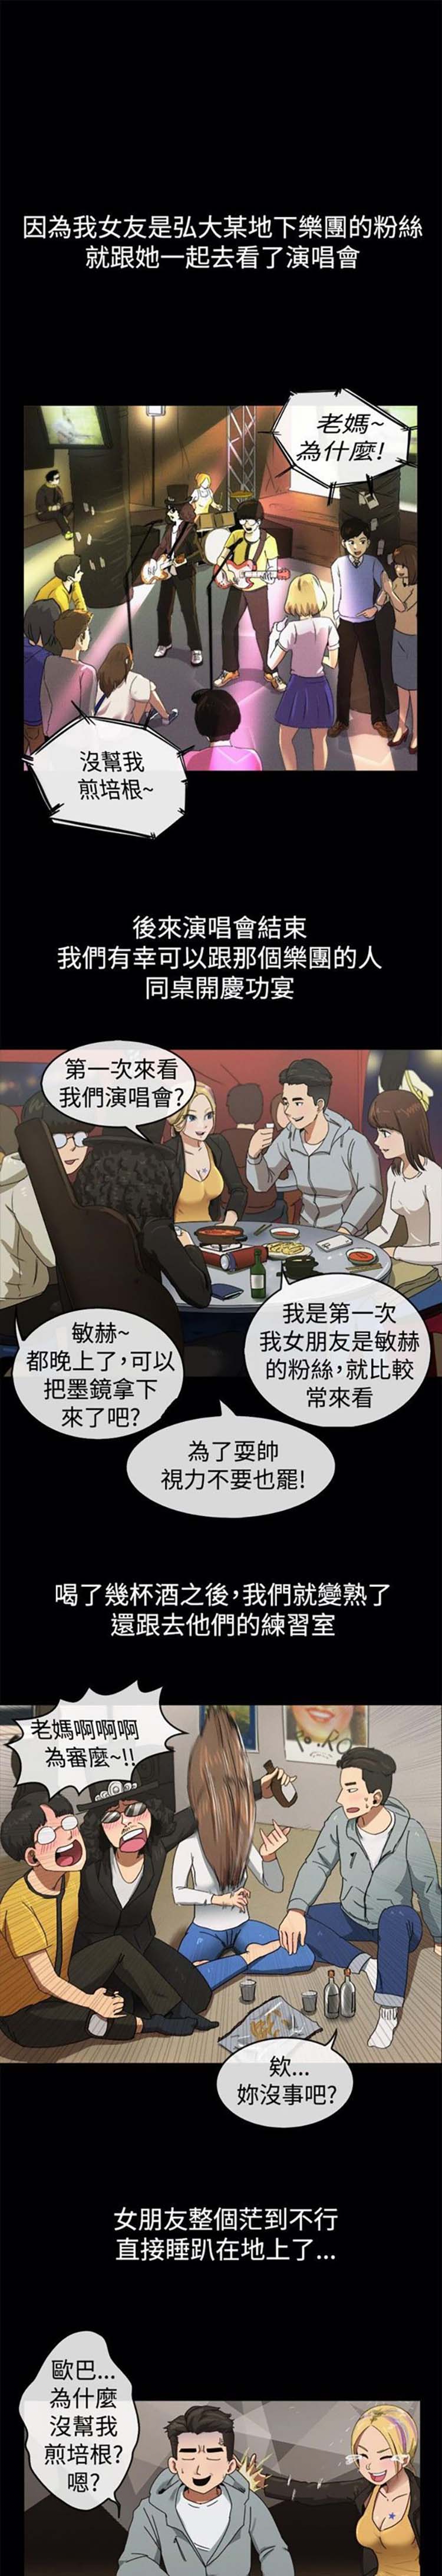 因為我女友是弘大某地下樂團的粉絲
就跟她一起去看了演唱會
老媽~
為什麼!
沒幫我
煎培根~
後來演唱會結束
我們有幸可以跟那個樂團的人
同桌開慶功宴
第一次來看
我們演唱會?
敏赫~
都晚上了,可以
把墨鏡拿下
來了吧?
我是第一次
我女朋友是敏赫
的粉絲,就比較
常來看
為了耍帥
視力不要也罷!
喝了幾杯酒之後,我們就變熟了
還跟去他們的練習室
老媽啊啊啊
為審麼~!!
欸...
妳沒事吧?
女朋友整個茫到不行
直接睡趴在地上了...
歐巴...
為什麼
沒幫我
煎培根?
嗯?